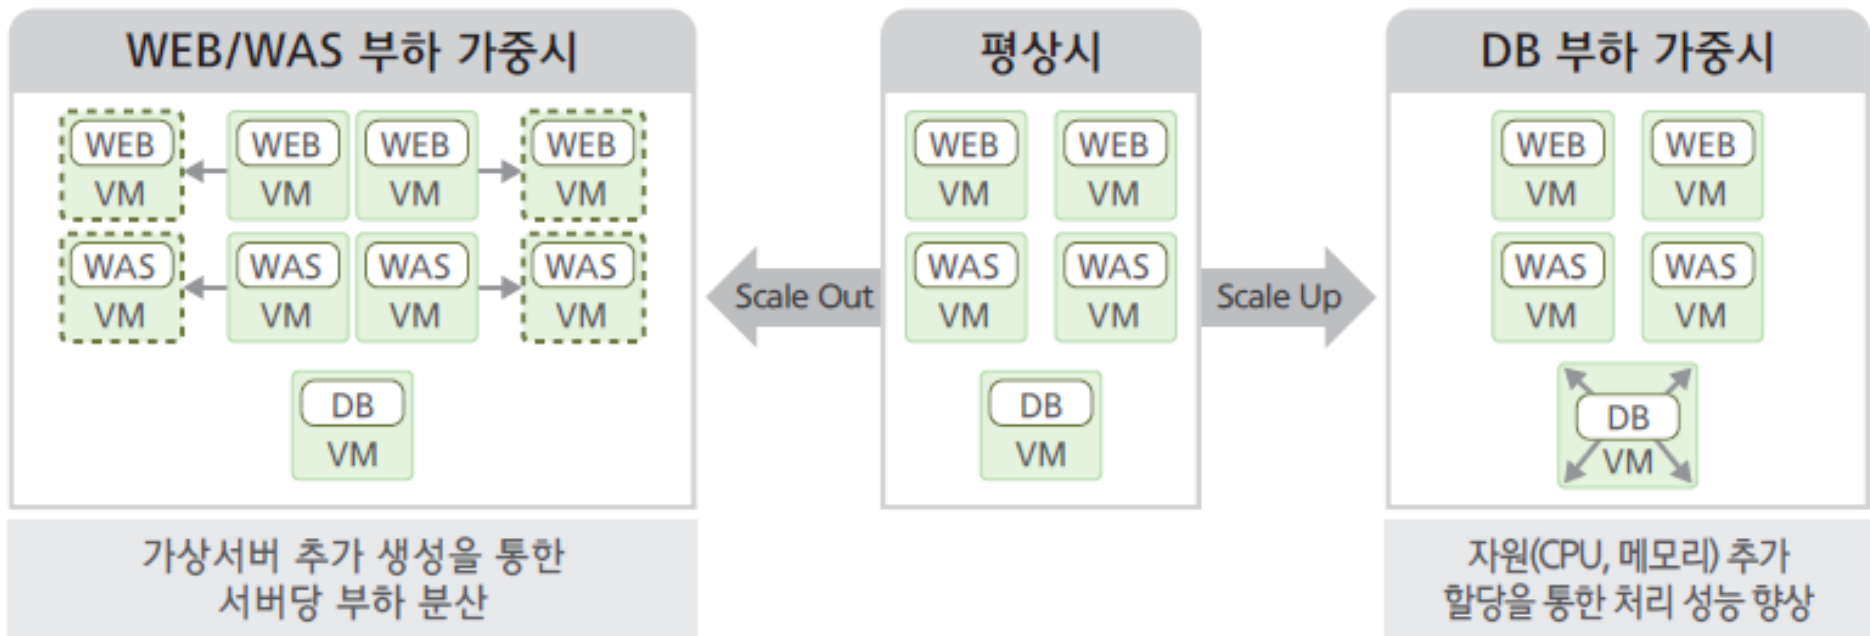 WEB/WAS 부하 가중시
WEB WEB WEB WEB
VM VM VM VM
WAS WAS WAS WAS
VM VM VM VM
DB
VM
가상서버 추가 생성을 통한
서버당 부하 분산
Scale Out
평상시
WEB WEB
VM VM
WAS WAS
VM VM
DB
VM
Scale Up
DB 부하 가중시
WEB WEB
VM VM
WAS WAS
VM VM
DB
VM
자원(CPU, 메모리) 추가
할당을 통한 처리 성능 향상